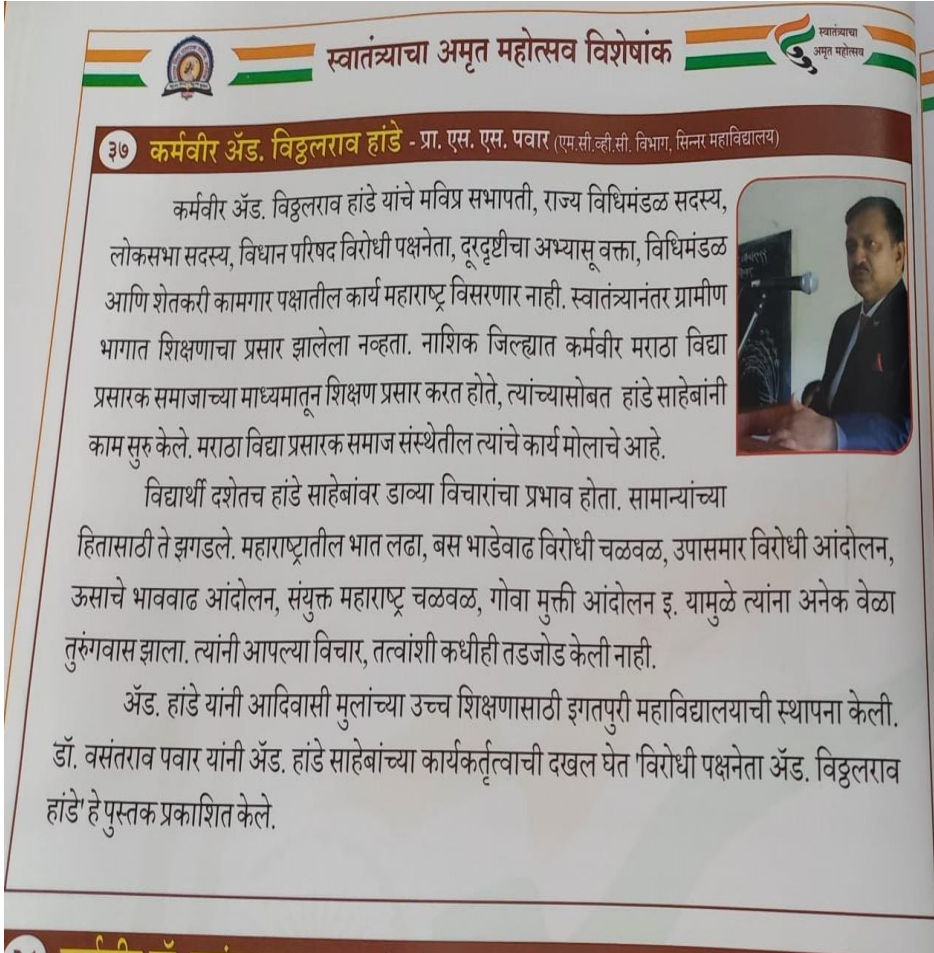 स्वातंत्र्याचा अमृत महोत्सव विशेषांक
स्वातंत्र्याचा
अमृत महोत्सव
३७ कर्मवीर ॲड. विठ्ठलराव हांडे - प्रा. एस. एस. पवार (एम.सी.व्ही.सी. विभाग, सिन्नर महाविद्यालय)
कर्मवीर ॲड. विठ्ठलराव हांडे यांचे मविप्र सभापती, राज्य विधिमंडळ सदस्य,
लोकसभा सदस्य, विधान परिषद विरोधी पक्षनेता, दूरदृष्टीचा अभ्यासू वक्ता, विधिमंडळ
आणि शेतकरी कामगार पक्षातील कार्य महाराष्ट्र विसरणार नाही. स्वातंत्र्यानंतर ग्रामीण
भागात शिक्षणाचा प्रसार झालेला नव्हता. नाशिक जिल्ह्यात कर्मवीर मराठा विद्या
प्रसारक समाजाच्या माध्यमातून शिक्षण प्रसार करत होते, त्यांच्यासोबत हांडे साहेबांनी
काम सुरु केले. मराठा विद्या प्रसारक समाज संस्थेतील त्यांचे कार्य मोलाचे आहे.
विद्यार्थी दशेतच हांडे साहेबांवर डाव्या विचारांचा प्रभाव होता. सामान्यांच्या
हितासाठी ते झगडले. महाराष्ट्रातील भात लढा, बस भाडेवाढ विरोधी चळवळ, उपासमार विरोधी आंदोलन,
ऊसाचे भाववाढ आंदोलन, संयुक्त महाराष्ट्र चळवळ, गोवा मुक्ती आंदोलन इ. यामुळे त्यांना अनेक वेळा
तुरुंगवास झाला. त्यांनी आपल्या विचार, तत्वांशी कधीही तडजोड केली नाही.
ॲड. हांडे यांनी आदिवासी मुलांच्या उच्च शिक्षणासाठी इगतपुरी महाविद्यालयाची स्थापना केली.
डॉ. वसंतराव पवार यांनी ॲड. हांडे साहेबांच्या कार्यकर्तृत्वाची दखल घेत 'विरोधी पक्षनेता ॲड. विठ्ठलराव
हांडे' हे पुस्तक प्रकाशित केले.